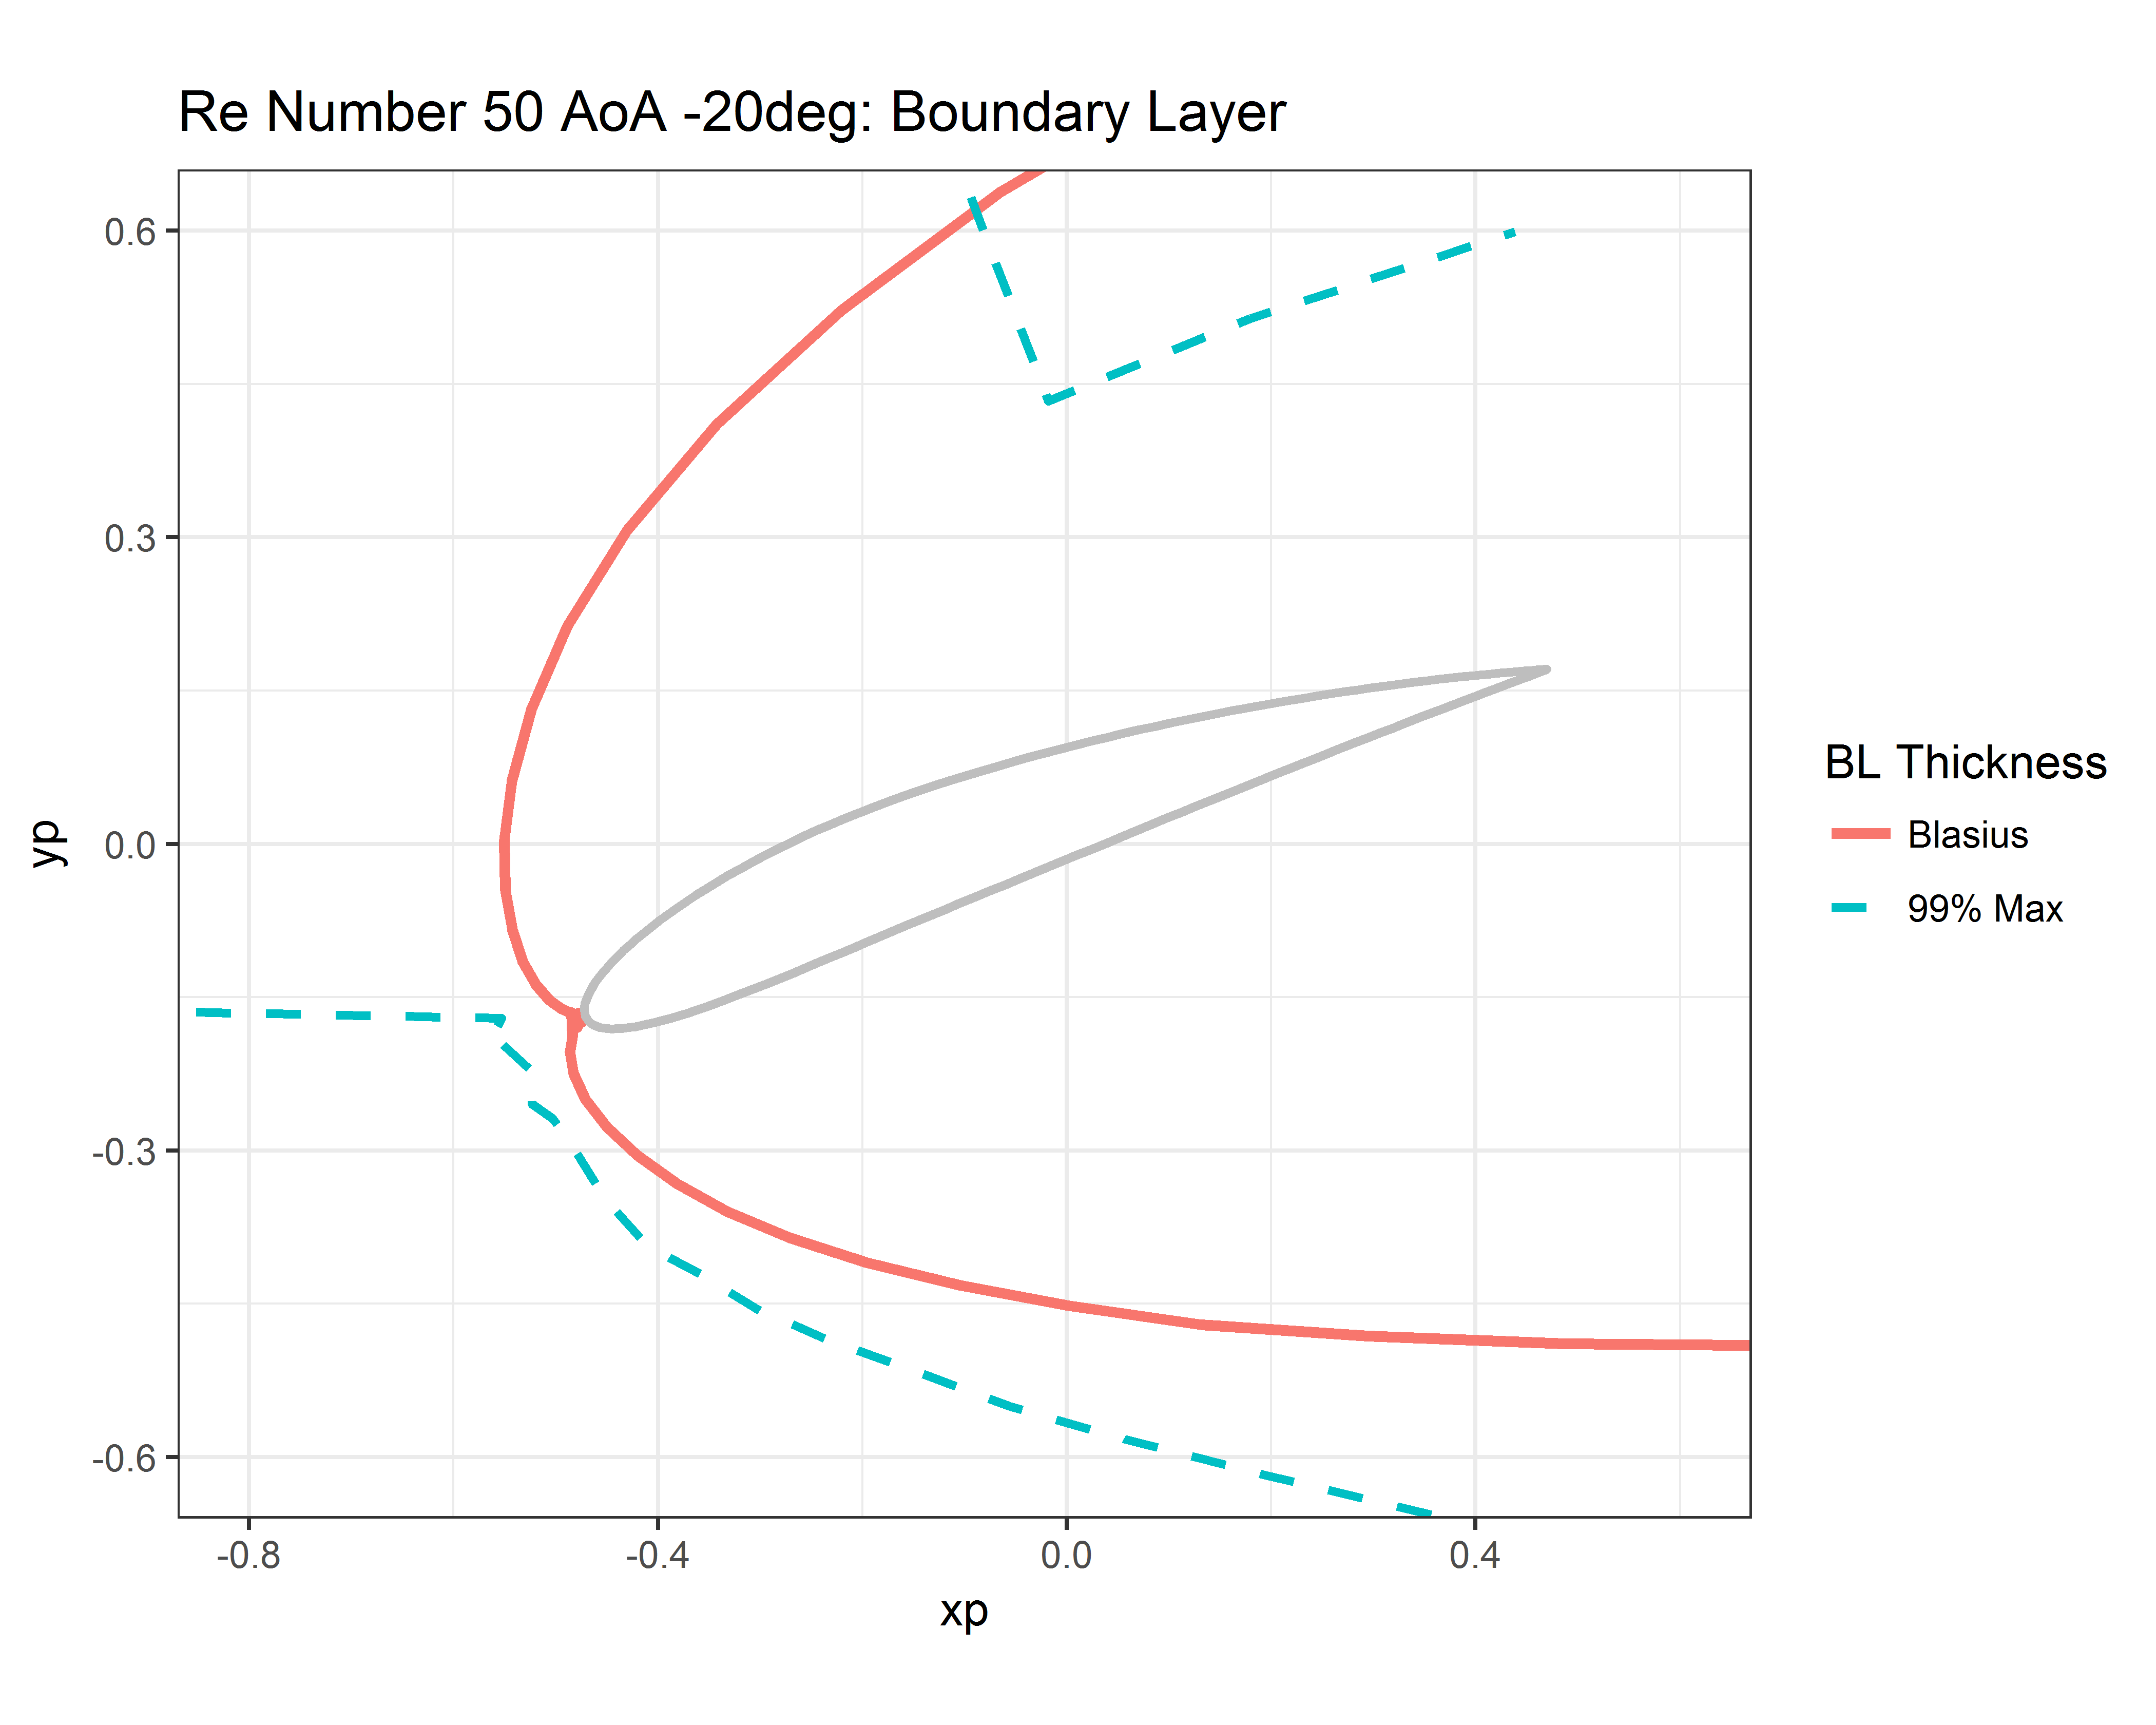 Re Number 50 AoA -20deg: Boundary Layer
0.6
0.3
0.0
-0.3
-0.6
yp
-0.8
-0.4
0.0
0.4
xp
BL Thickness
Blasius
99% Max